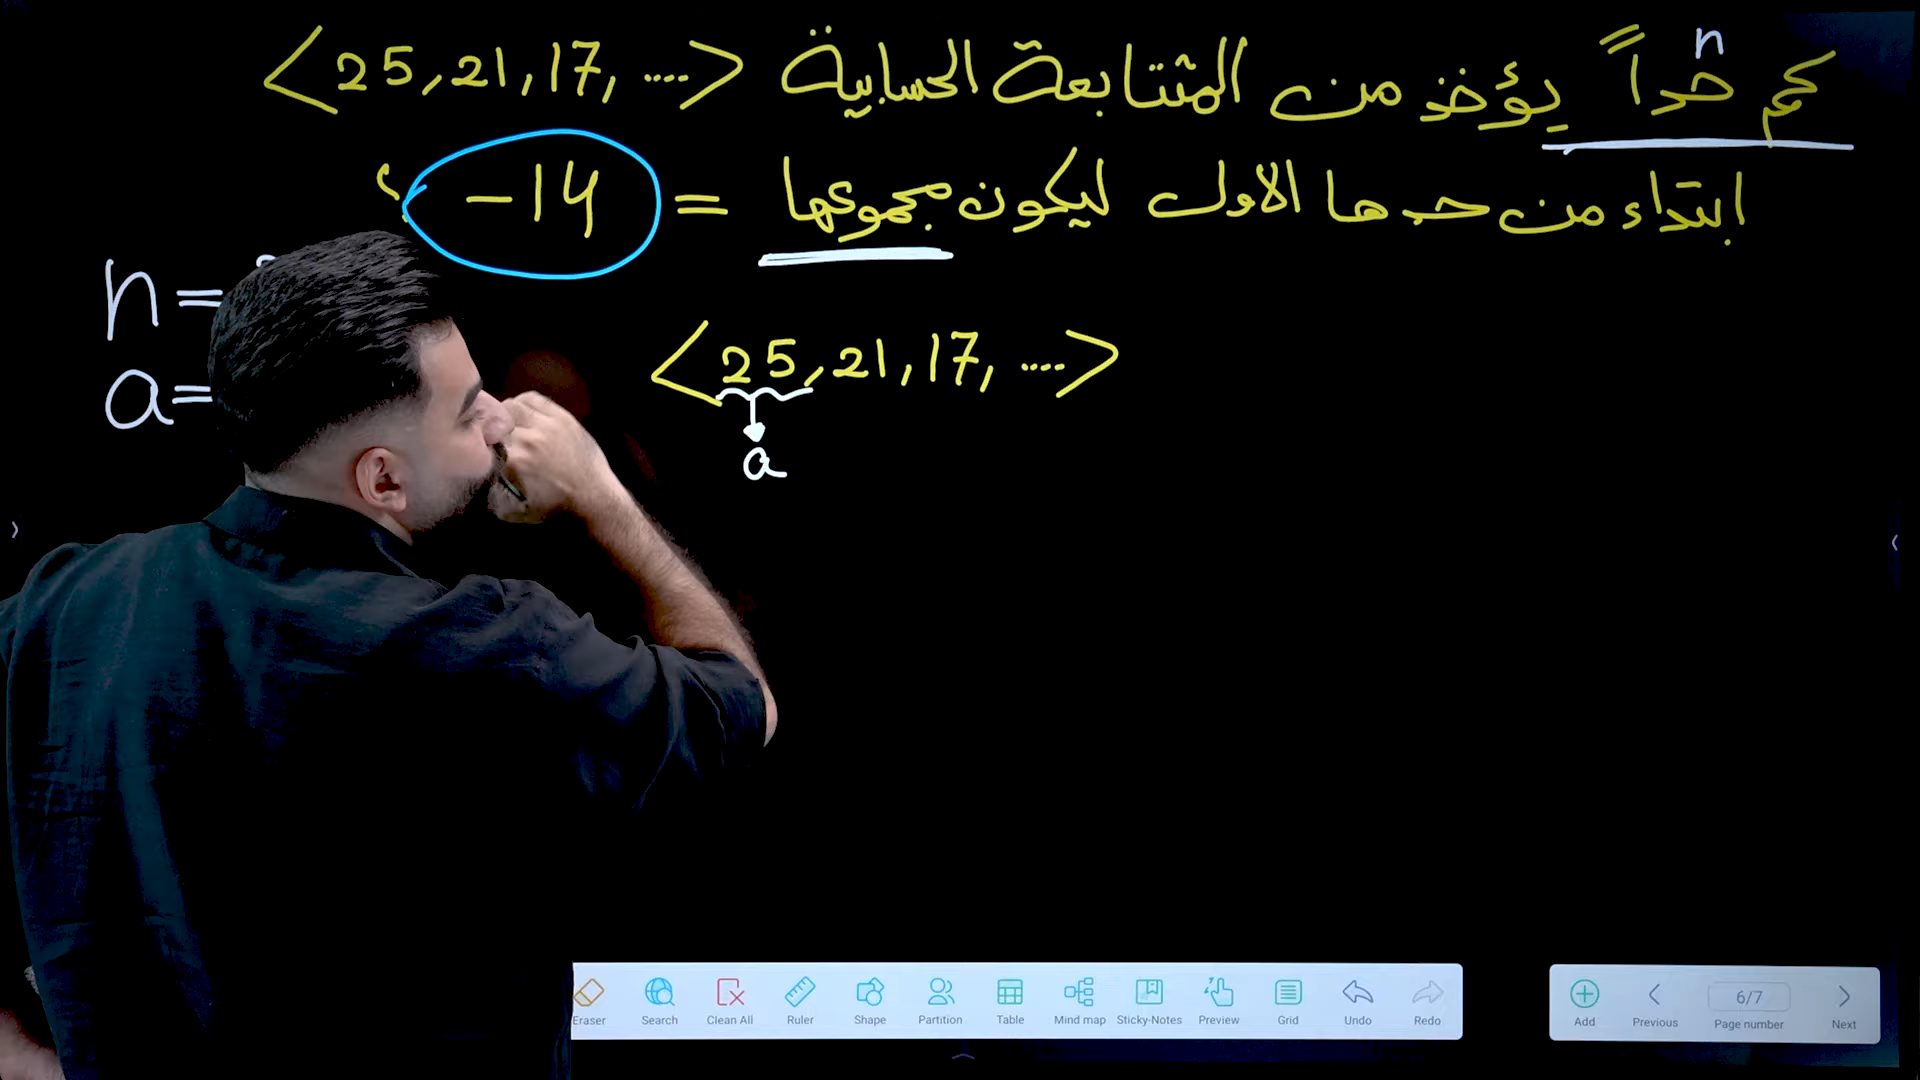 كم حداً يؤخذ من المتتابعة الحسابية <25, 21, 17, ....>
n
ابتداء من حدها الاول ليكون مجموعها = -14 ؟
n=
a=
<25, 21, 17, ....>
a
Eraser Search Clean All Ruler Shape Partition Table Mind map Sticky-Notes Preview Grid Undo Redo
Add Previous 6/7 Page number Next